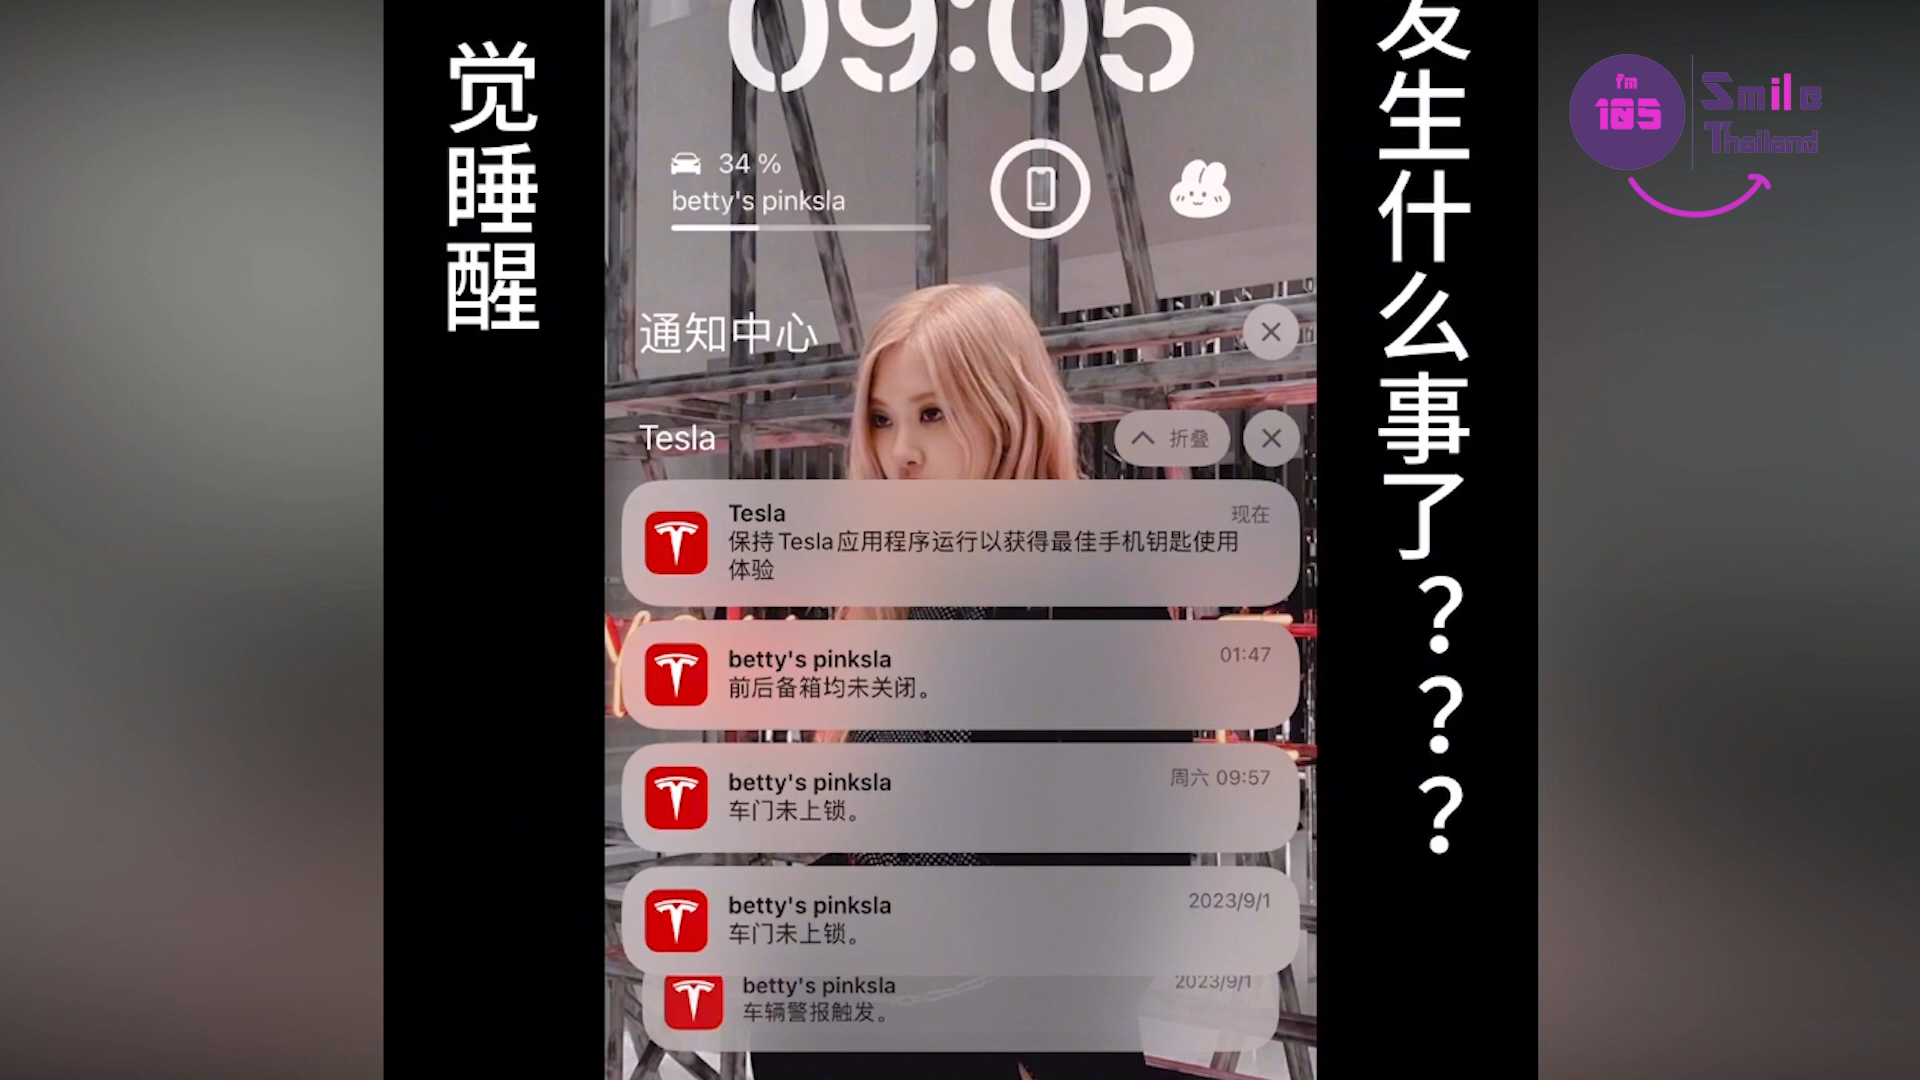 觉睡醒
09:05
34 %
betty's pinksla
通知中心
Tesla
折叠
Tesla
现在
保持Tesla应用程序运行以获得最佳手机钥匙使用
体验
betty's pinksla
01:47
前后备箱均未关闭。
betty's pinksla
周六 09:57
车门未上锁。
betty's pinksla
2023/9/1
车门未上锁。
betty's pinksla
2023/9/1
车辆警报触发。
发生什么事了？？？
fm
105
Smile
Thailand